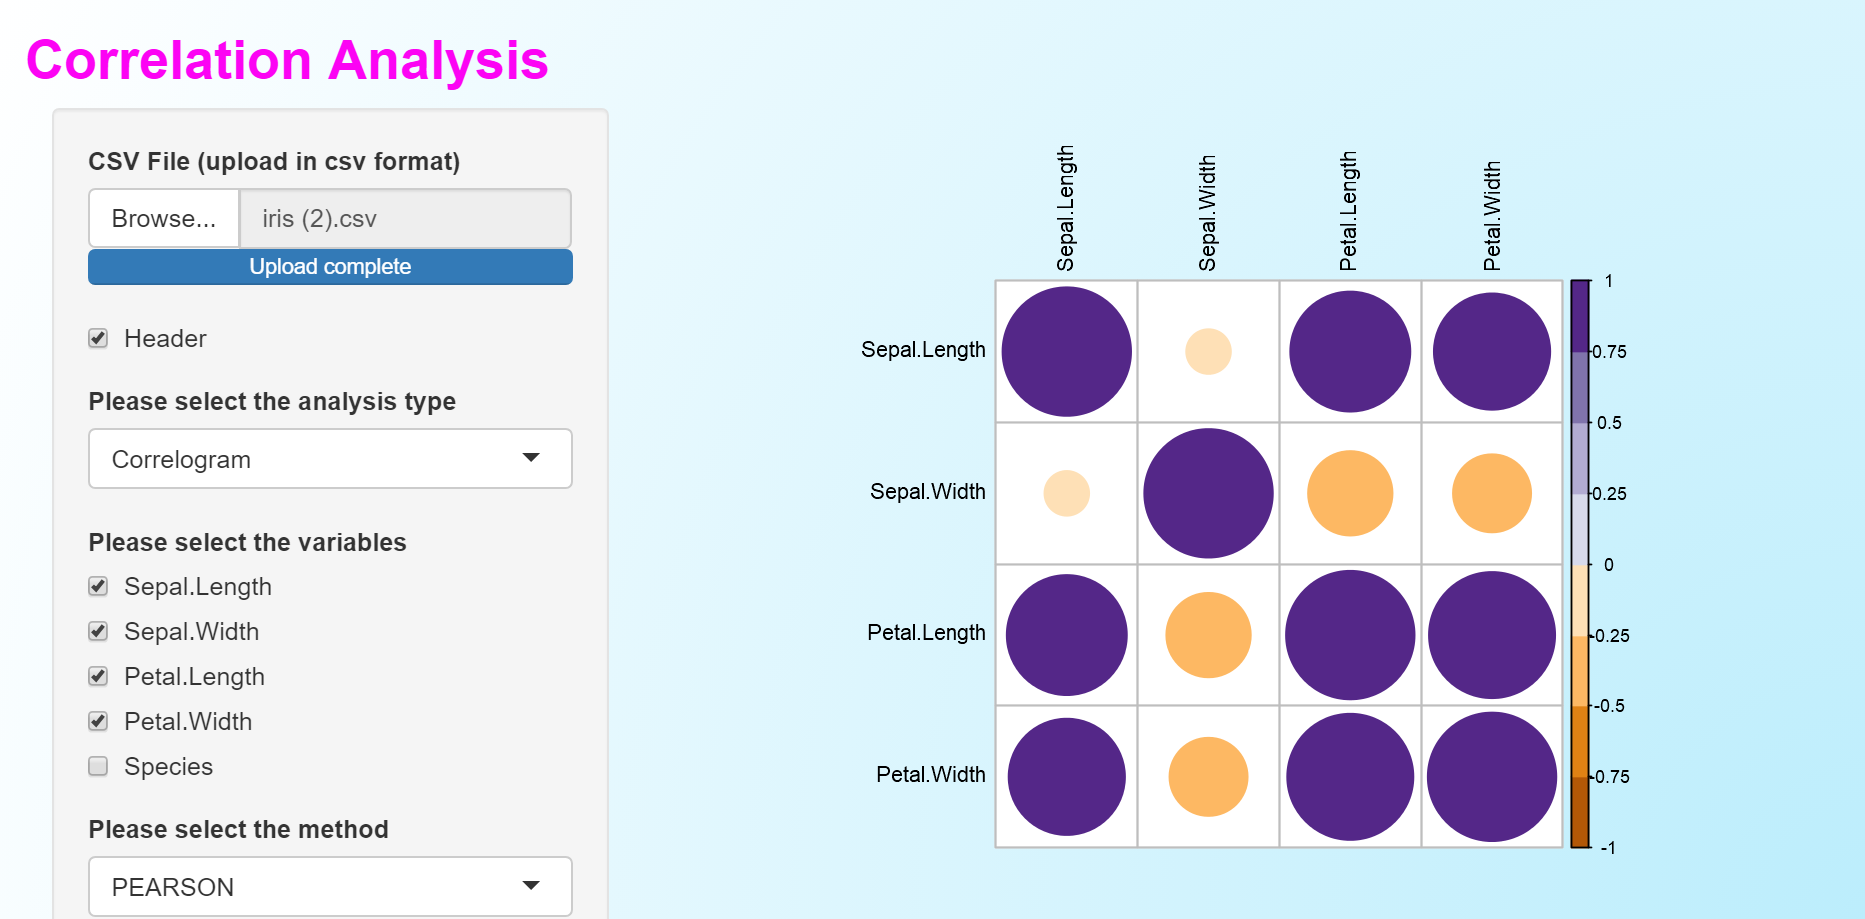 Correlation Analysis
CSV File (upload in csv format)
Browse... iris (2).csv
Upload complete
Header
Please select the analysis type
Correlogram
Please select the variables
Sepal.Length
Sepal.Width
Petal.Length
Petal.Width
Species
Please select the method
PEARSON
Sepal.Length
Sepal.Width
Petal.Length
Petal.Width
Sepal.Length
Sepal.Width
Petal.Length
Petal.Width
1
0.75
0.5
0.25
0
-0.25
-0.5
-0.75
-1